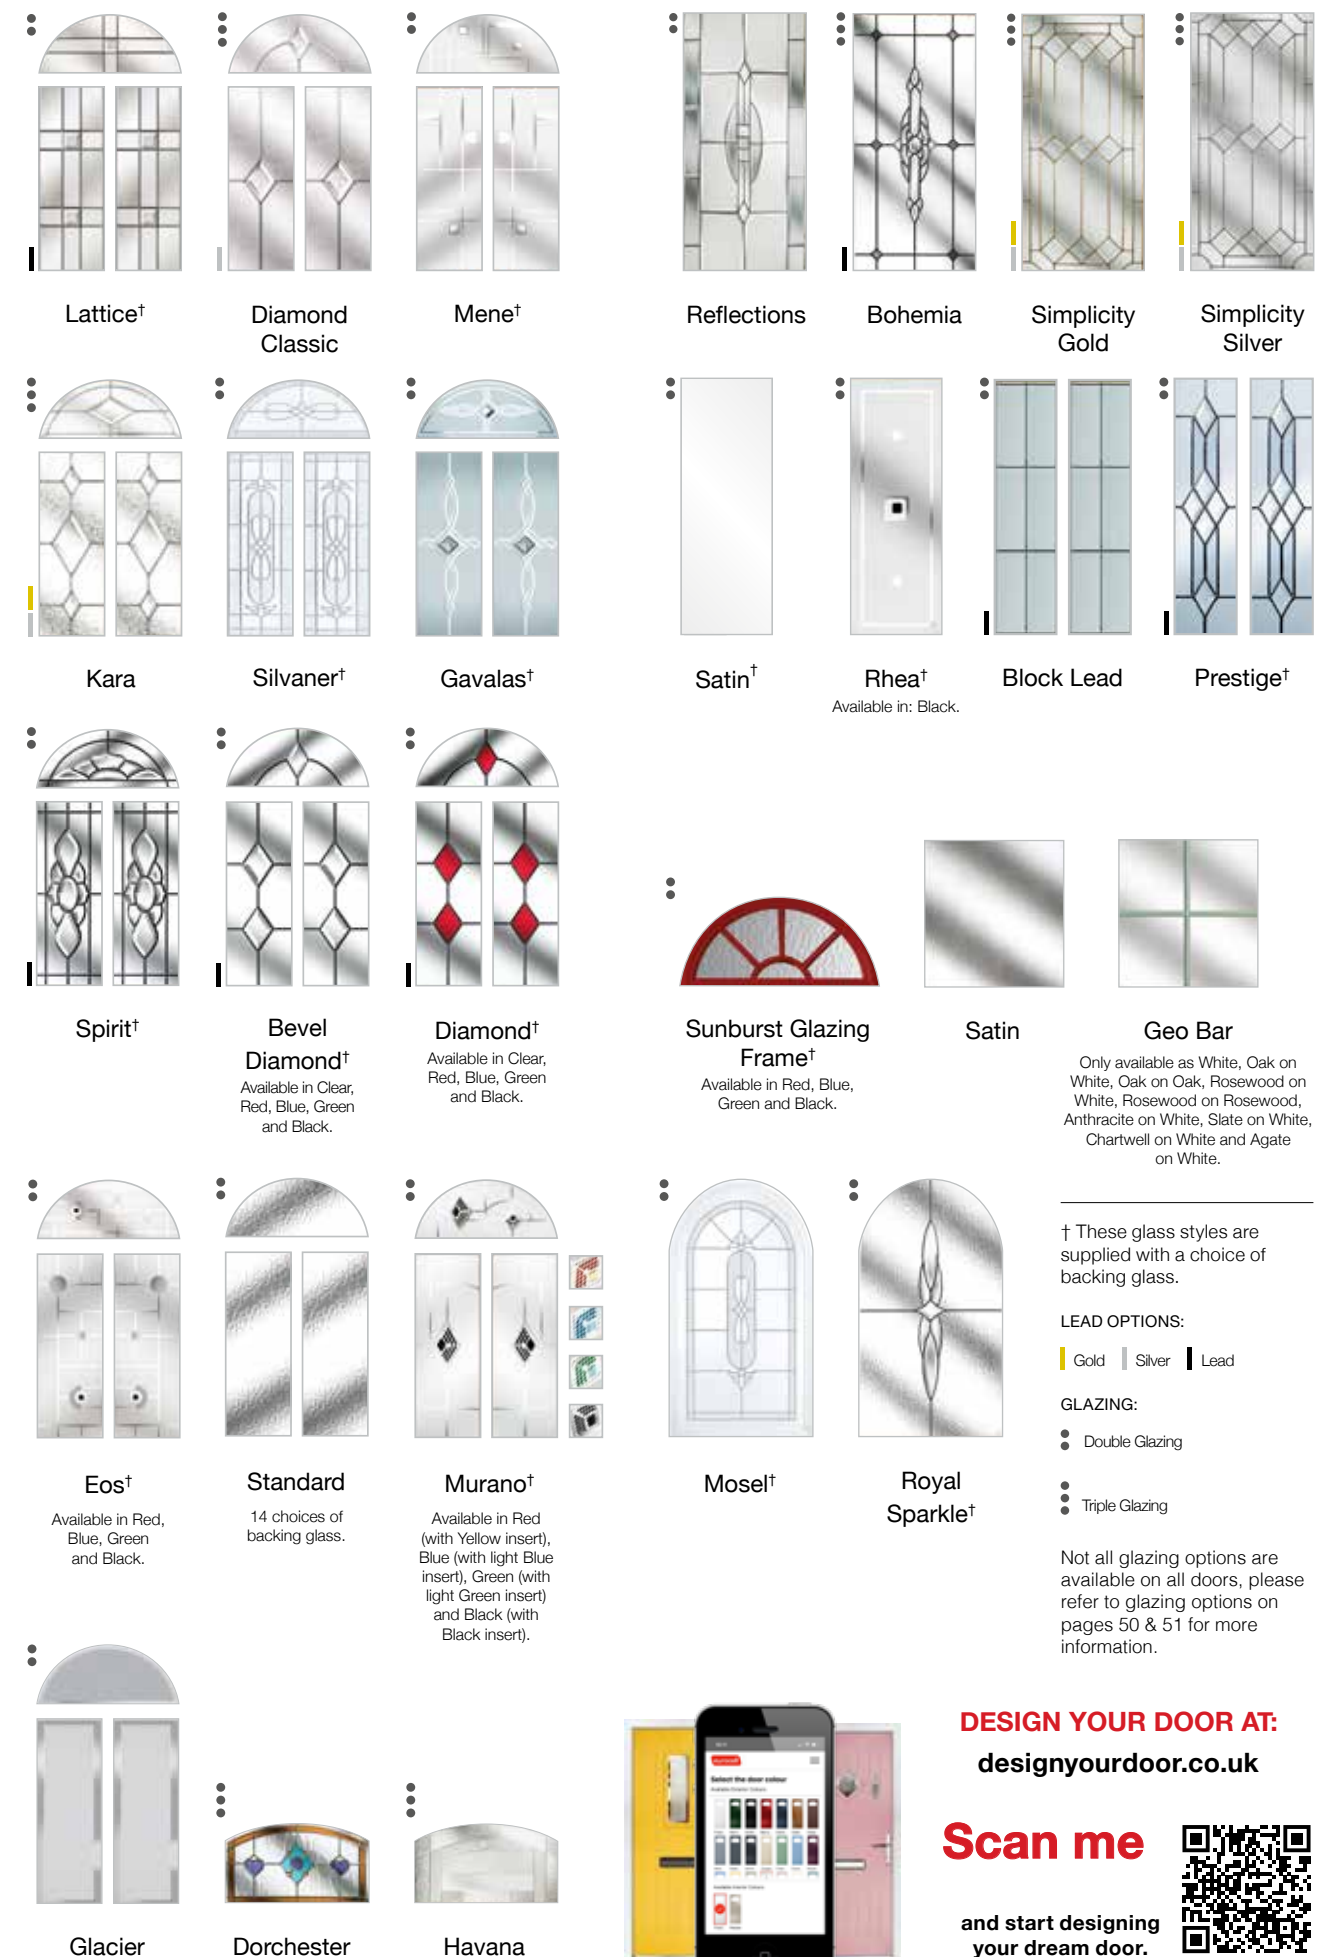 Lattice†
Diamond
Classic
Mene†
Reflections
Bohemia
Simplicity
Gold
Simplicity
Silver
Kara
Silvaner†
Gavalas†
Satin†
Rhea†
Available in: Black.
Block Lead
Prestige†
Spirit†
Bevel
Diamond†
Available in Clear,
Red, Blue, Green
and Black.
Diamond†
Available in Clear,
Red, Blue, Green
and Black.
Sunburst Glazing
Frame†
Available in Red, Blue,
Green and Black.
Satin
Geo Bar
Only available as White, Oak on
White, Oak on Oak, Rosewood on
White, Rosewood on Rosewood,
Anthracite on White, Slate on White,
Chartwell on White and Agate
on White.
Eos†
Available in Red,
Blue, Green
and Black.
Standard
14 choices of
backing glass.
Murano†
Available in Red
(with Yellow insert),
Blue (with light Blue
insert), Green (with
light Green insert)
and Black (with
Black insert).
Mosel†
Royal
Sparkle†
† These glass styles are
supplied with a choice of
backing glass.
LEAD OPTIONS:
Gold Silver Lead
GLAZING:
Double Glazing
Triple Glazing
Not all glazing options are
available on all doors, please
refer to glazing options on
pages 50 & 51 for more
information.
Glacier
Dorchester
Havana
Select the door colour
DESIGN YOUR DOOR AT:
designyourdoor.co.uk
Scan me
and start designing
your dream door.